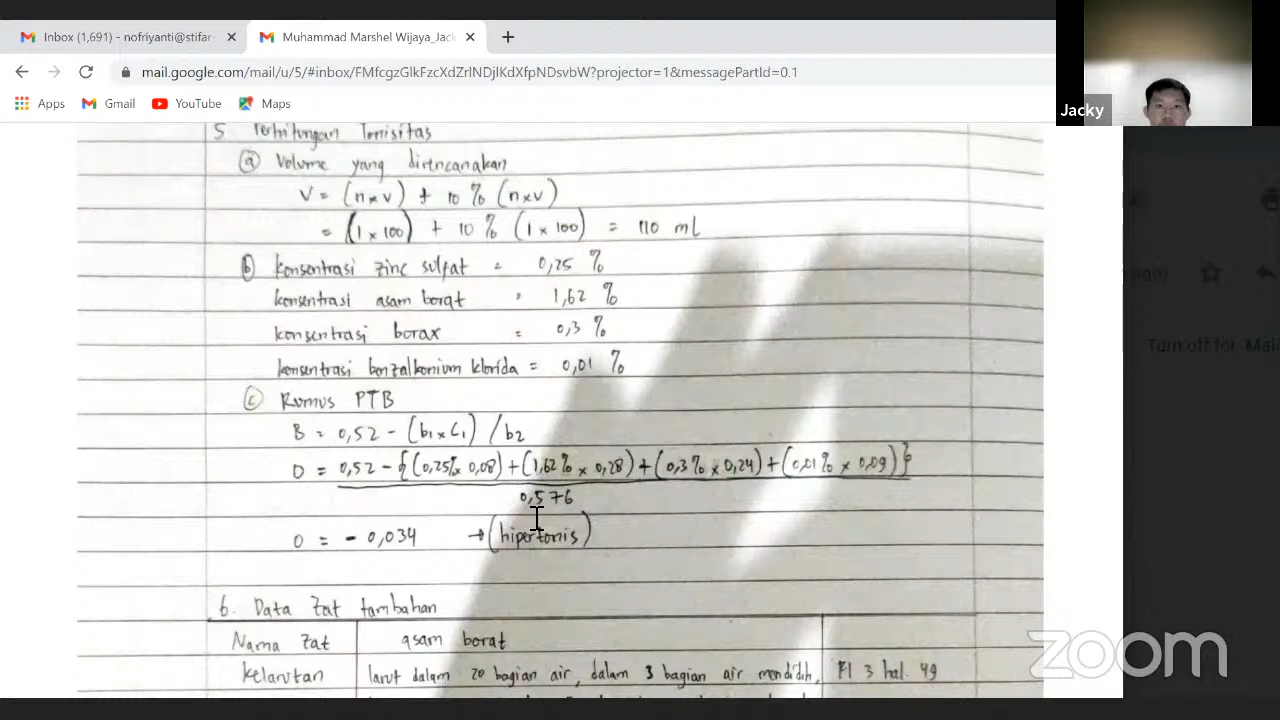 Inbox (1,691) - nofriyanti@stifar-
Muhammad Marshel Wijaya_Jack
mail.google.com/mail/u/5/#inbox/FMfcgzGlkFzcXdZrlNDjlKdXfpNDsvbW?projector=1&messagePartId=0.1
Apps Gmail YouTube Maps
Jacky
5. Perhitungan Tonisitas
(a) Volume yang direncanakan
V = (n×v) + 10% (n×v)
= (1 × 100) + 10% (1 × 100) = 110 ml
(b) konsentrasi zinc sulfat = 0,25 %
konsentrasi asam borat = 1,62 %
konsentrasi borax = 0,3 %
konsentrasi benzalkonium klorida = 0,01 %
(c) Rumus PTB
B = 0,52 - (b1×C1) / b2
0 = 0,52 - {(0,25% × 0,08) + (1,62% × 0,28) + (0,3% × 0,24) + (0,01% × 0,09)}
0,576
0 = - 0,034 → (hipertonis)
6. Data zat tambahan
Nama zat asam borat
kelarutan larut dalam 20 bagian air, dalam 3 bagian air mendidih, FI 3 hal. 49
Turn off for
zoom